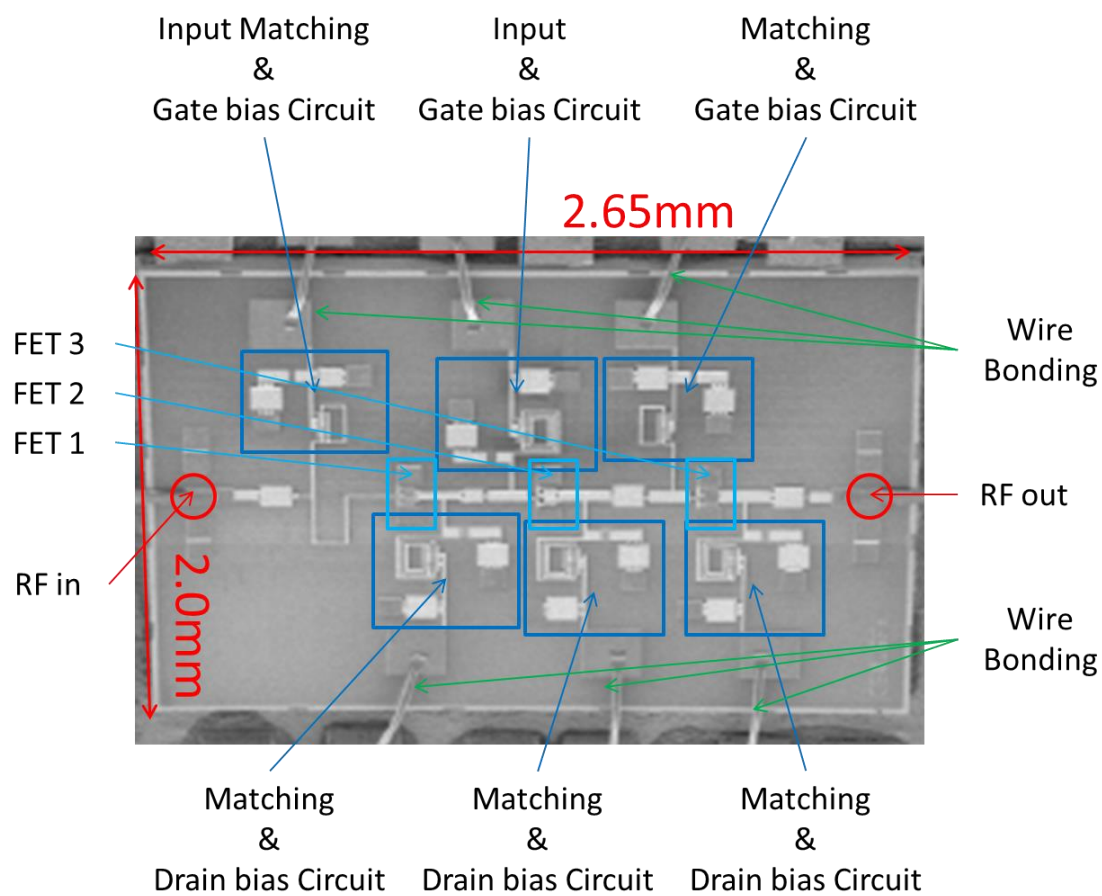 Input Matching
&
Gate bias Circuit
Input
&
Gate bias Circuit
Matching
&
Gate bias Circuit
2.65mm
FET 3
FET 2
FET 1
Wire
Bonding
RF in
RF out
2.0mm
Wire
Bonding
Matching
&
Drain bias Circuit
Matching
&
Drain bias Circuit
Matching
&
Drain bias Circuit